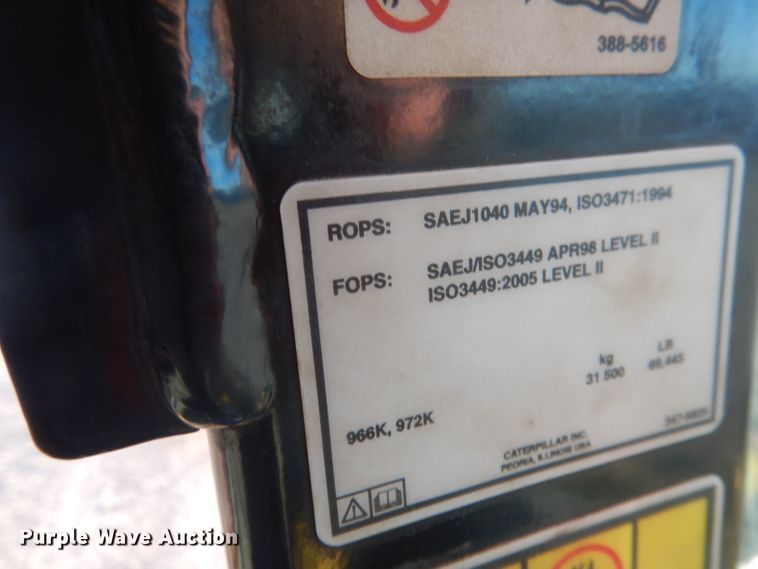 388-5616
ROPS: SAEJ1040 MAY94, ISO3471:1994
FOPS: SAEJ/ISO3449 APR98 LEVEL II
ISO3449:2005 LEVEL II
kg LB
31 500 69,445
966K, 972K
CATERPILLAR INC.
PEORIA, ILLINOIS USA
Purple Wave Auction